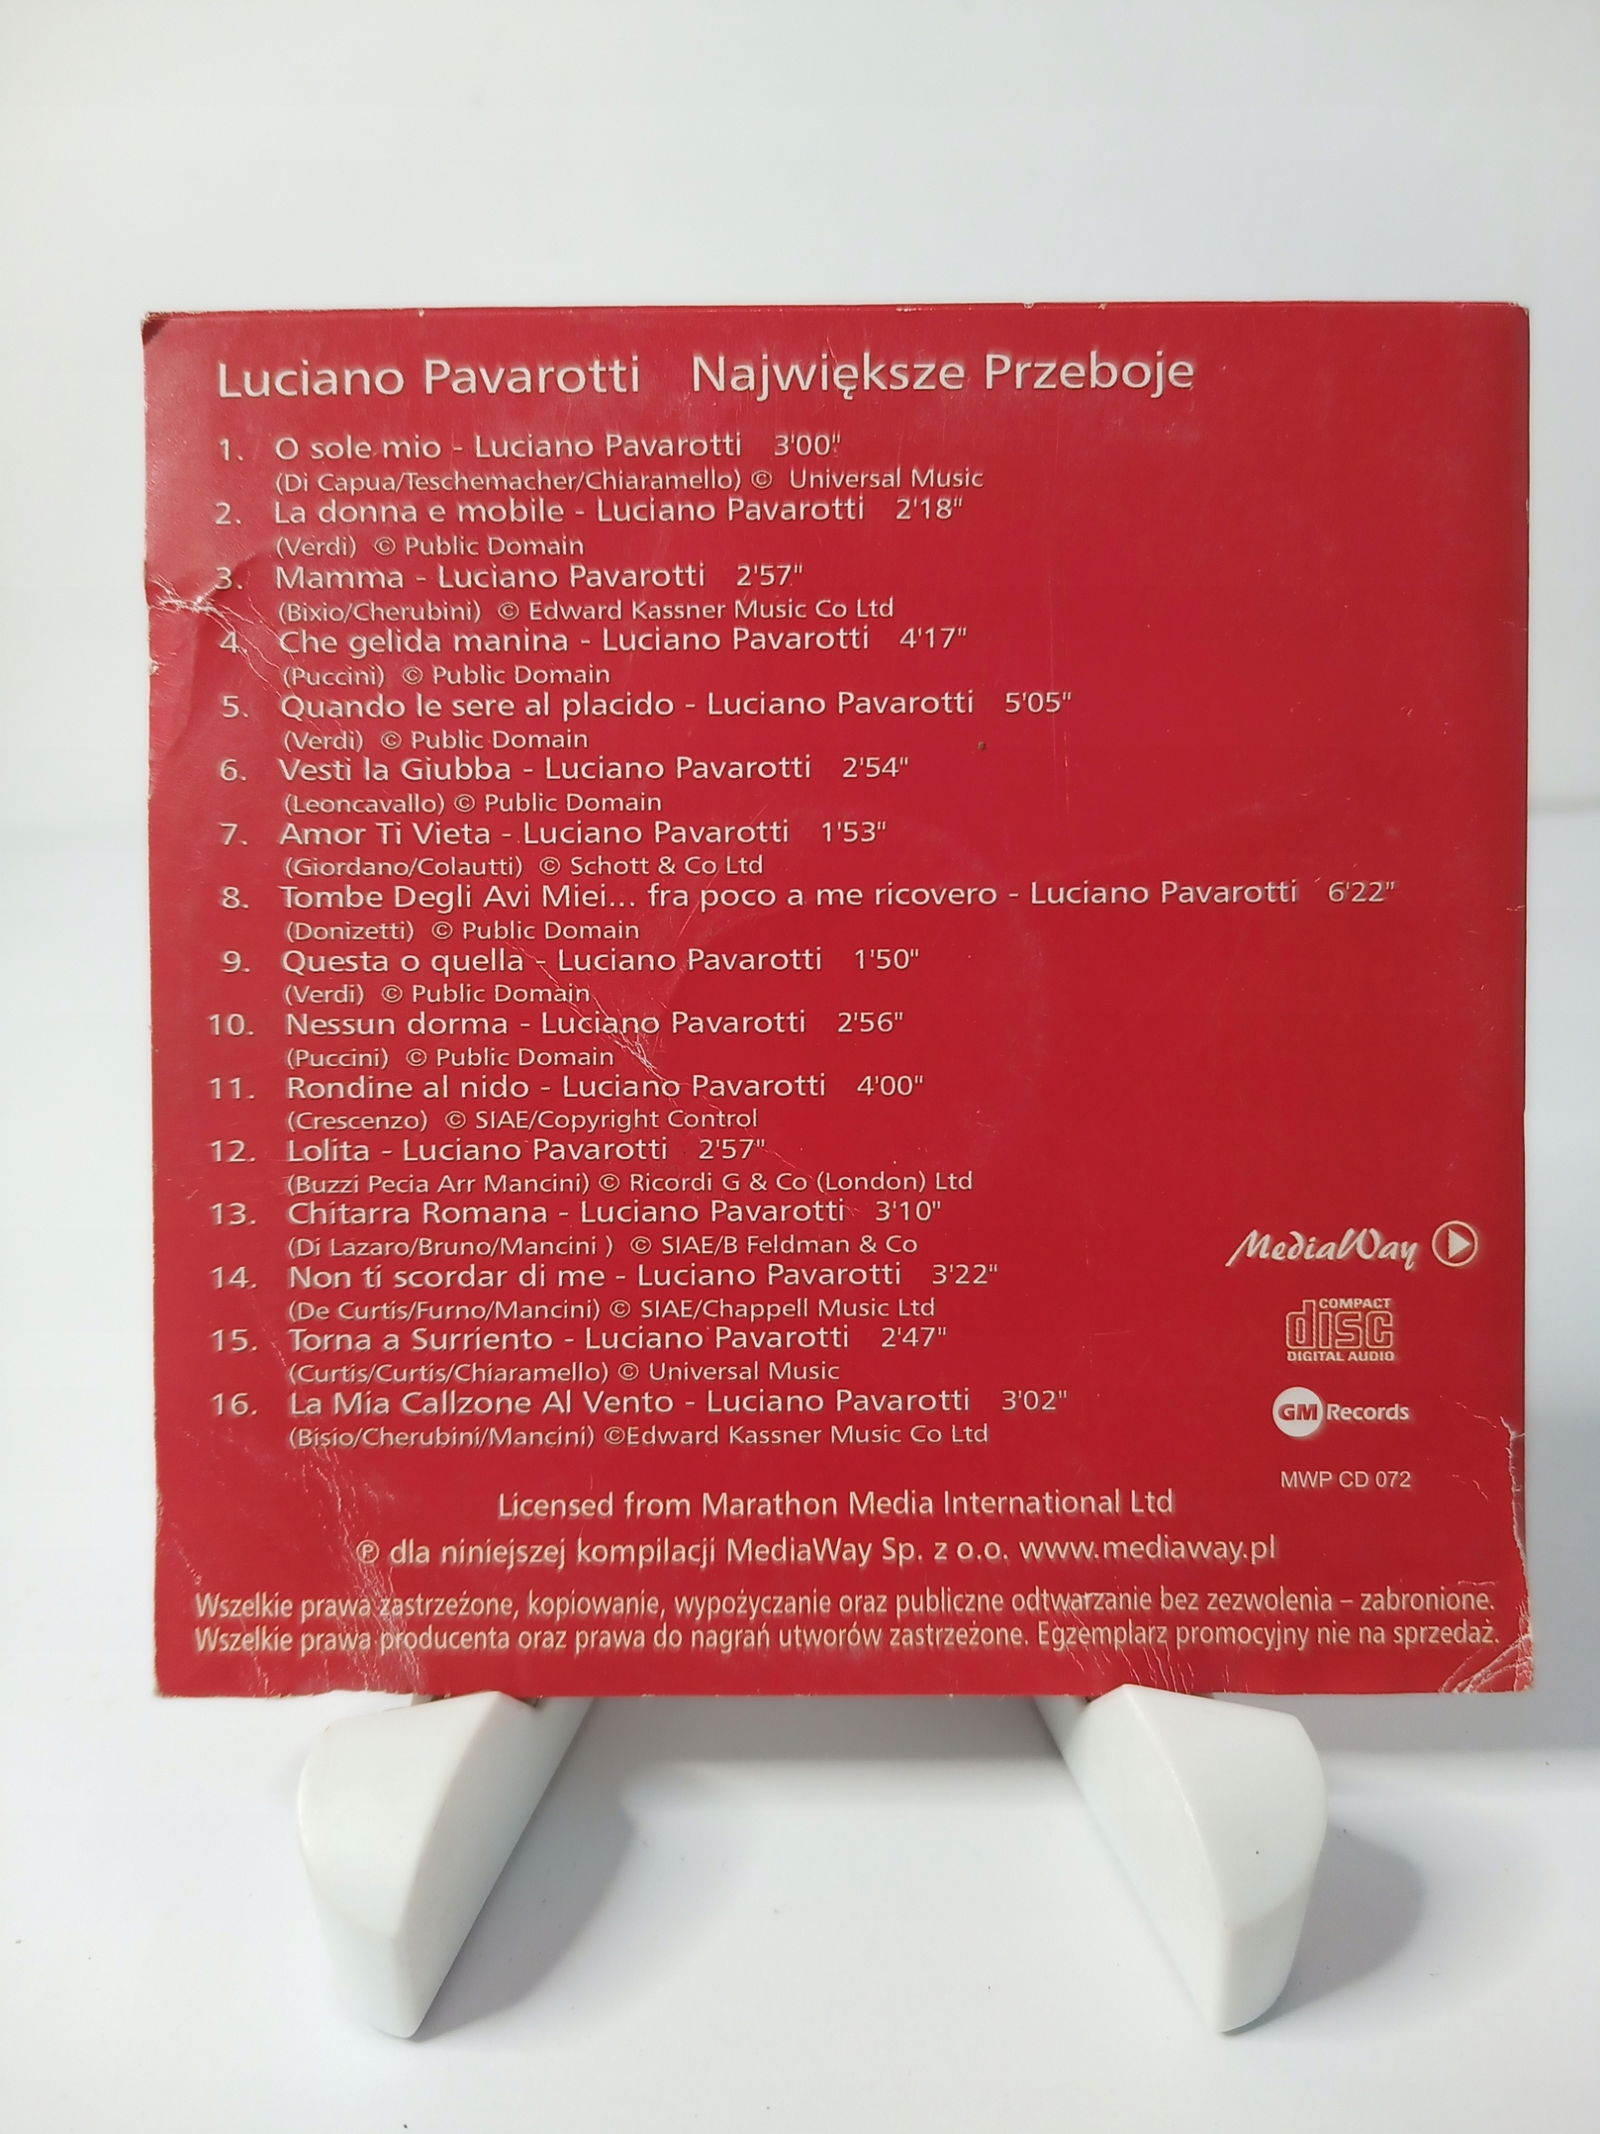 Luciano Pavarotti Największe Przeboje
1. O sole mio - Luciano Pavarotti 3'00"
(Di Capua/Teschemacher/Chiaramello) © Universal Music
2. La donna e mobile - Luciano Pavarotti 2'18"
(Verdi) © Public Domain
3. Mamma - Luciano Pavarotti 2'57"
(Bixio/Cherubini) © Edward Kassner Music Co Ltd
4. Che gelida manina - Luciano Pavarotti 4'17"
(Puccini) © Public Domain
5. Quando le sere al placido - Luciano Pavarotti 5'05"
(Verdi) © Public Domain
6. Vesti la Giubba - Luciano Pavarotti 2'54"
(Leoncavallo) © Public Domain
7. Amor Ti Vieta - Luciano Pavarotti 1'53"
(Giordano/Colautti) © Schott & Co Ltd
8. Tombe Degli Avi Miei... fra poco a me ricovero - Luciano Pavarotti 6'22"
(Donizetti) © Public Domain
9. Questa o quella - Luciano Pavarotti 1'50"
(Verdi) © Public Domain
10. Nessun dorma - Luciano Pavarotti 2'56"
(Puccini) © Public Domain
11. Rondine al nido - Luciano Pavarotti 4'00"
(Crescenzo) © SIAE/Copyright Control
12. Lolita - Luciano Pavarotti 2'57"
(Buzzi Pecia Arr Mancini) © Ricordi G & Co (London) Ltd
13. Chitarra Romana - Luciano Pavarotti 3'10"
(Di Lazaro/Bruno/Mancini ) © SIAE/B Feldman & Co
14. Non ti scordar di me - Luciano Pavarotti 3'22"
(De Curtis/Furno/Mancini) © SIAE/Chappell Music Ltd
15. Torna a Surriento - Luciano Pavarotti 2'47"
(Curtis/Curtis/Chiaramello) © Universal Music
16. La Mia Callzone Al Vento - Luciano Pavarotti 3'02"
(Bisio/Cherubini/Mancini) ©Edward Kassner Music Co Ltd
MediaWay
COMPACT
disc
DIGITAL AUDIO
GM Records
MWP CD 072
Licensed from Marathon Media International Ltd
℗ dla niniejszej kompilacji MediaWay Sp. z o.o. www.mediaway.pl
Wszelkie prawa zastrzeżone, kopiowanie, wypożyczanie oraz publiczne odtwarzanie bez zezwolenia – zabronione.
Wszelkie prawa producenta oraz prawa do nagrań utworów zastrzeżone. Egzemplarz promocyjny nie na sprzedaż.